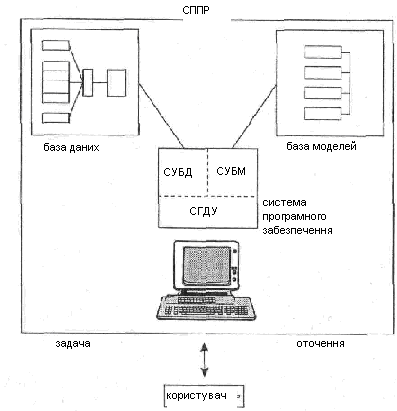 СППР
база даних
база моделей
СУБД
СУБМ
СГДУ
система
програмного
забезпечення
задача
оточення
користувач